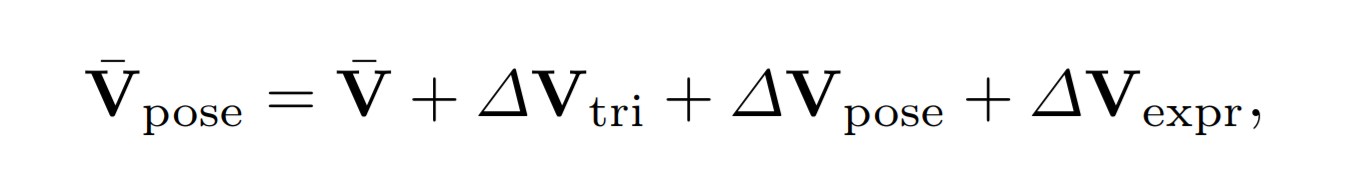 V̄_pose = V̄ + ΔV_tri + ΔV_pose + ΔV_expr,